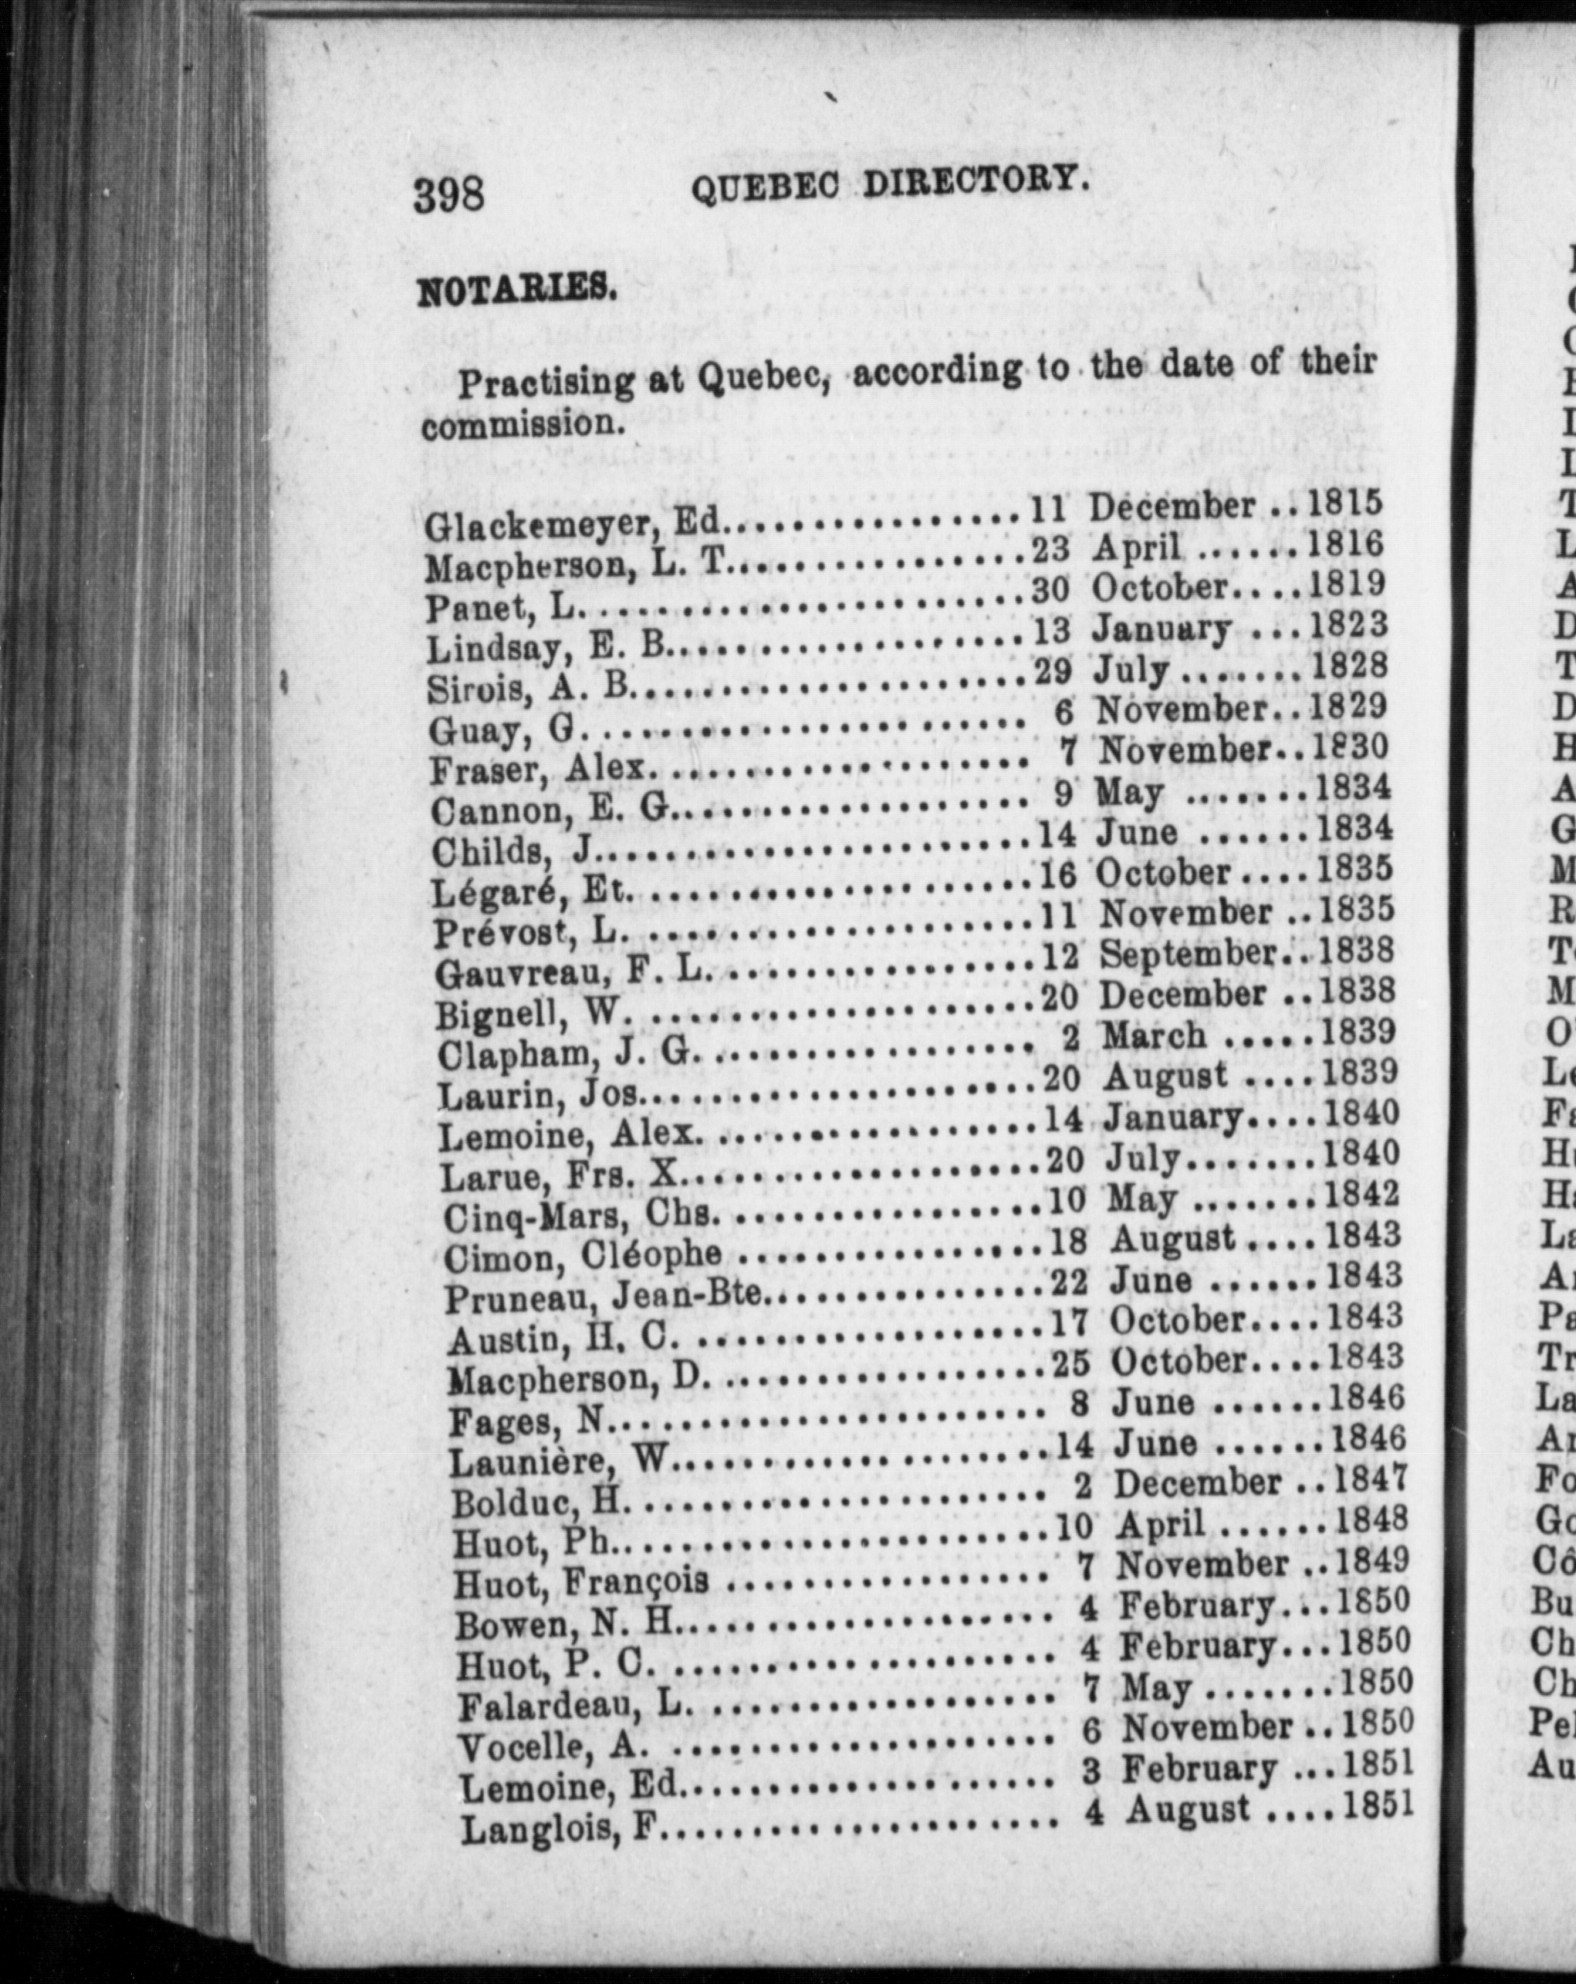 398 QUEBEC DIRECTORY.
NOTARIES.
Practising at Quebec, according to the date of their
commission.
Glackemeyer, Ed................. 11 December .. 1815
Macpherson, L. T................. 23 April ...... 1816
Panet, L. ........................ 30 October.... 1819
Lindsay, E. B.................... 13 January ... 1823
Sirois, A. B...................... 29 July ....... 1828
Guay, G. ........................ 6 November.. 1829
Fraser, Alex. ..................... 7 November.. 1830
Cannon, E. G.................... 9 May ....... 1834
Childs, J......................... 14 June ...... 1834
Légaré, Et. ...................... 16 October .... 1835
Prévost, L. ...................... 11 November .. 1835
Gauvreau, F. L. ................. 12 September.. 1838
Bignell, W. ...................... 20 December .. 1838
Clapham, J. G. .................. 2 March ..... 1839
Laurin, Jos....................... 20 August .... 1839
Lemoine, Alex. .................. 14 January.... 1840
Larue, Frs. X.................... 20 July....... 1840
Cinq-Mars, Chs. ................. 10 May ....... 1842
Cimon, Cléophe ................. 18 August .... 1843
Pruneau, Jean-Bte................ 22 June ...... 1843
Austin, H. C. .................... 17 October.... 1843
Macpherson, D. .................. 25 October.... 1843
Fages, N......................... 8 June ...... 1846
Launière, W...................... 14 June ...... 1846
Bolduc, H. ....................... 2 December .. 1847
Huot, Ph......................... 10 April ...... 1848
Huot, François .................. 7 November .. 1849
Bowen, N. H..................... 4 February... 1850
Huot, P. C. ...................... 4 February... 1850
Falardeau, L. .................... 7 May ....... 1850
Vocelle, A. ...................... 6 November .. 1850
Lemoine, Ed..................... 3 February ... 1851
Langlois, F....................... 4 August .... 1851